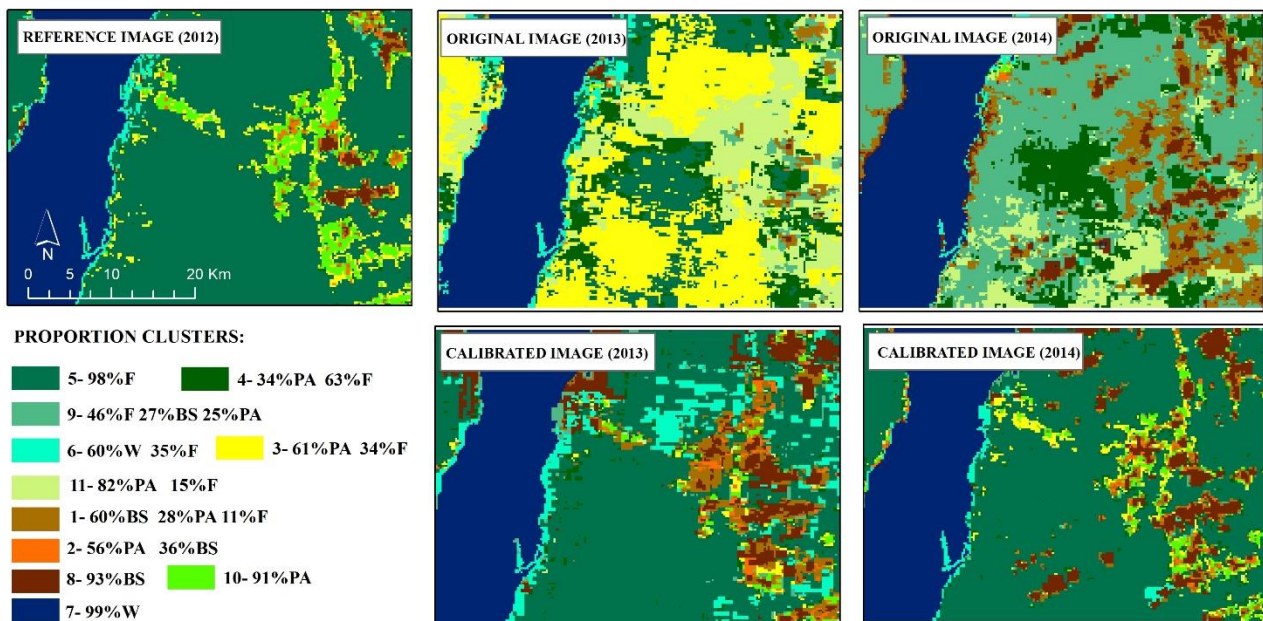 REFERENCE IMAGE (2012)
ORIGINAL IMAGE (2013)
ORIGINAL IMAGE (2014)
N
0 5 10 20 Km
PROPORTION CLUSTERS:
5- 98%F
4- 34%PA 63%F
9- 46%F 27%BS 25%PA
6- 60%W 35%F
3- 61%PA 34%F
11- 82%PA 15%F
1- 60%BS 28%PA 11%F
2- 56%PA 36%BS
8- 93%BS
10- 91%PA
7- 99%W
CALIBRATED IMAGE (2013)
CALIBRATED IMAGE (2014)